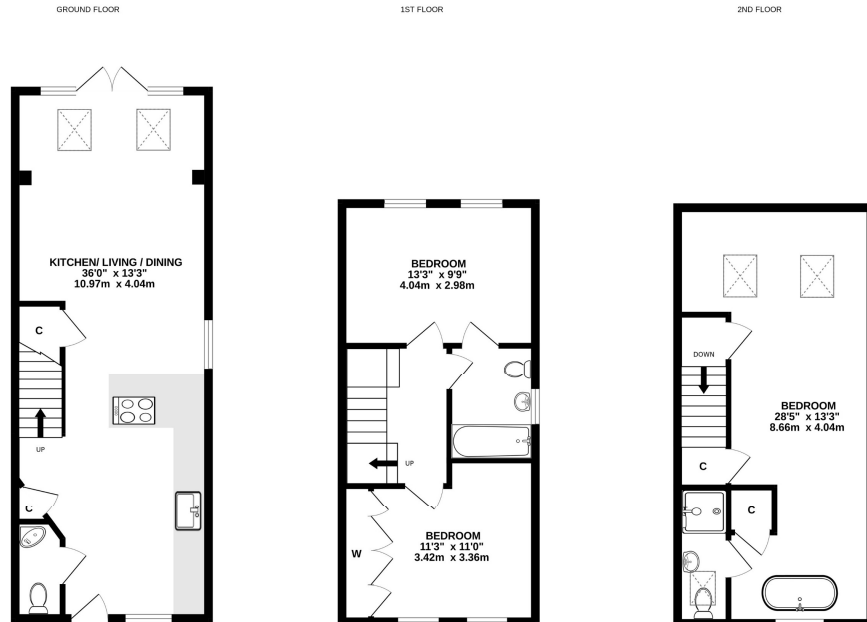 GROUND FLOOR
1ST FLOOR
2ND FLOOR
KITCHEN/ LIVING / DINING
36'0" x 13'3"
10.97m x 4.04m
C
UP
C
BEDROOM
13'3" x 9'9"
4.04m x 2.98m
UP
W
BEDROOM
11'3" x 11'0"
3.42m x 3.36m
DOWN
BEDROOM
28'5" x 13'3"
8.66m x 4.04m
C
C